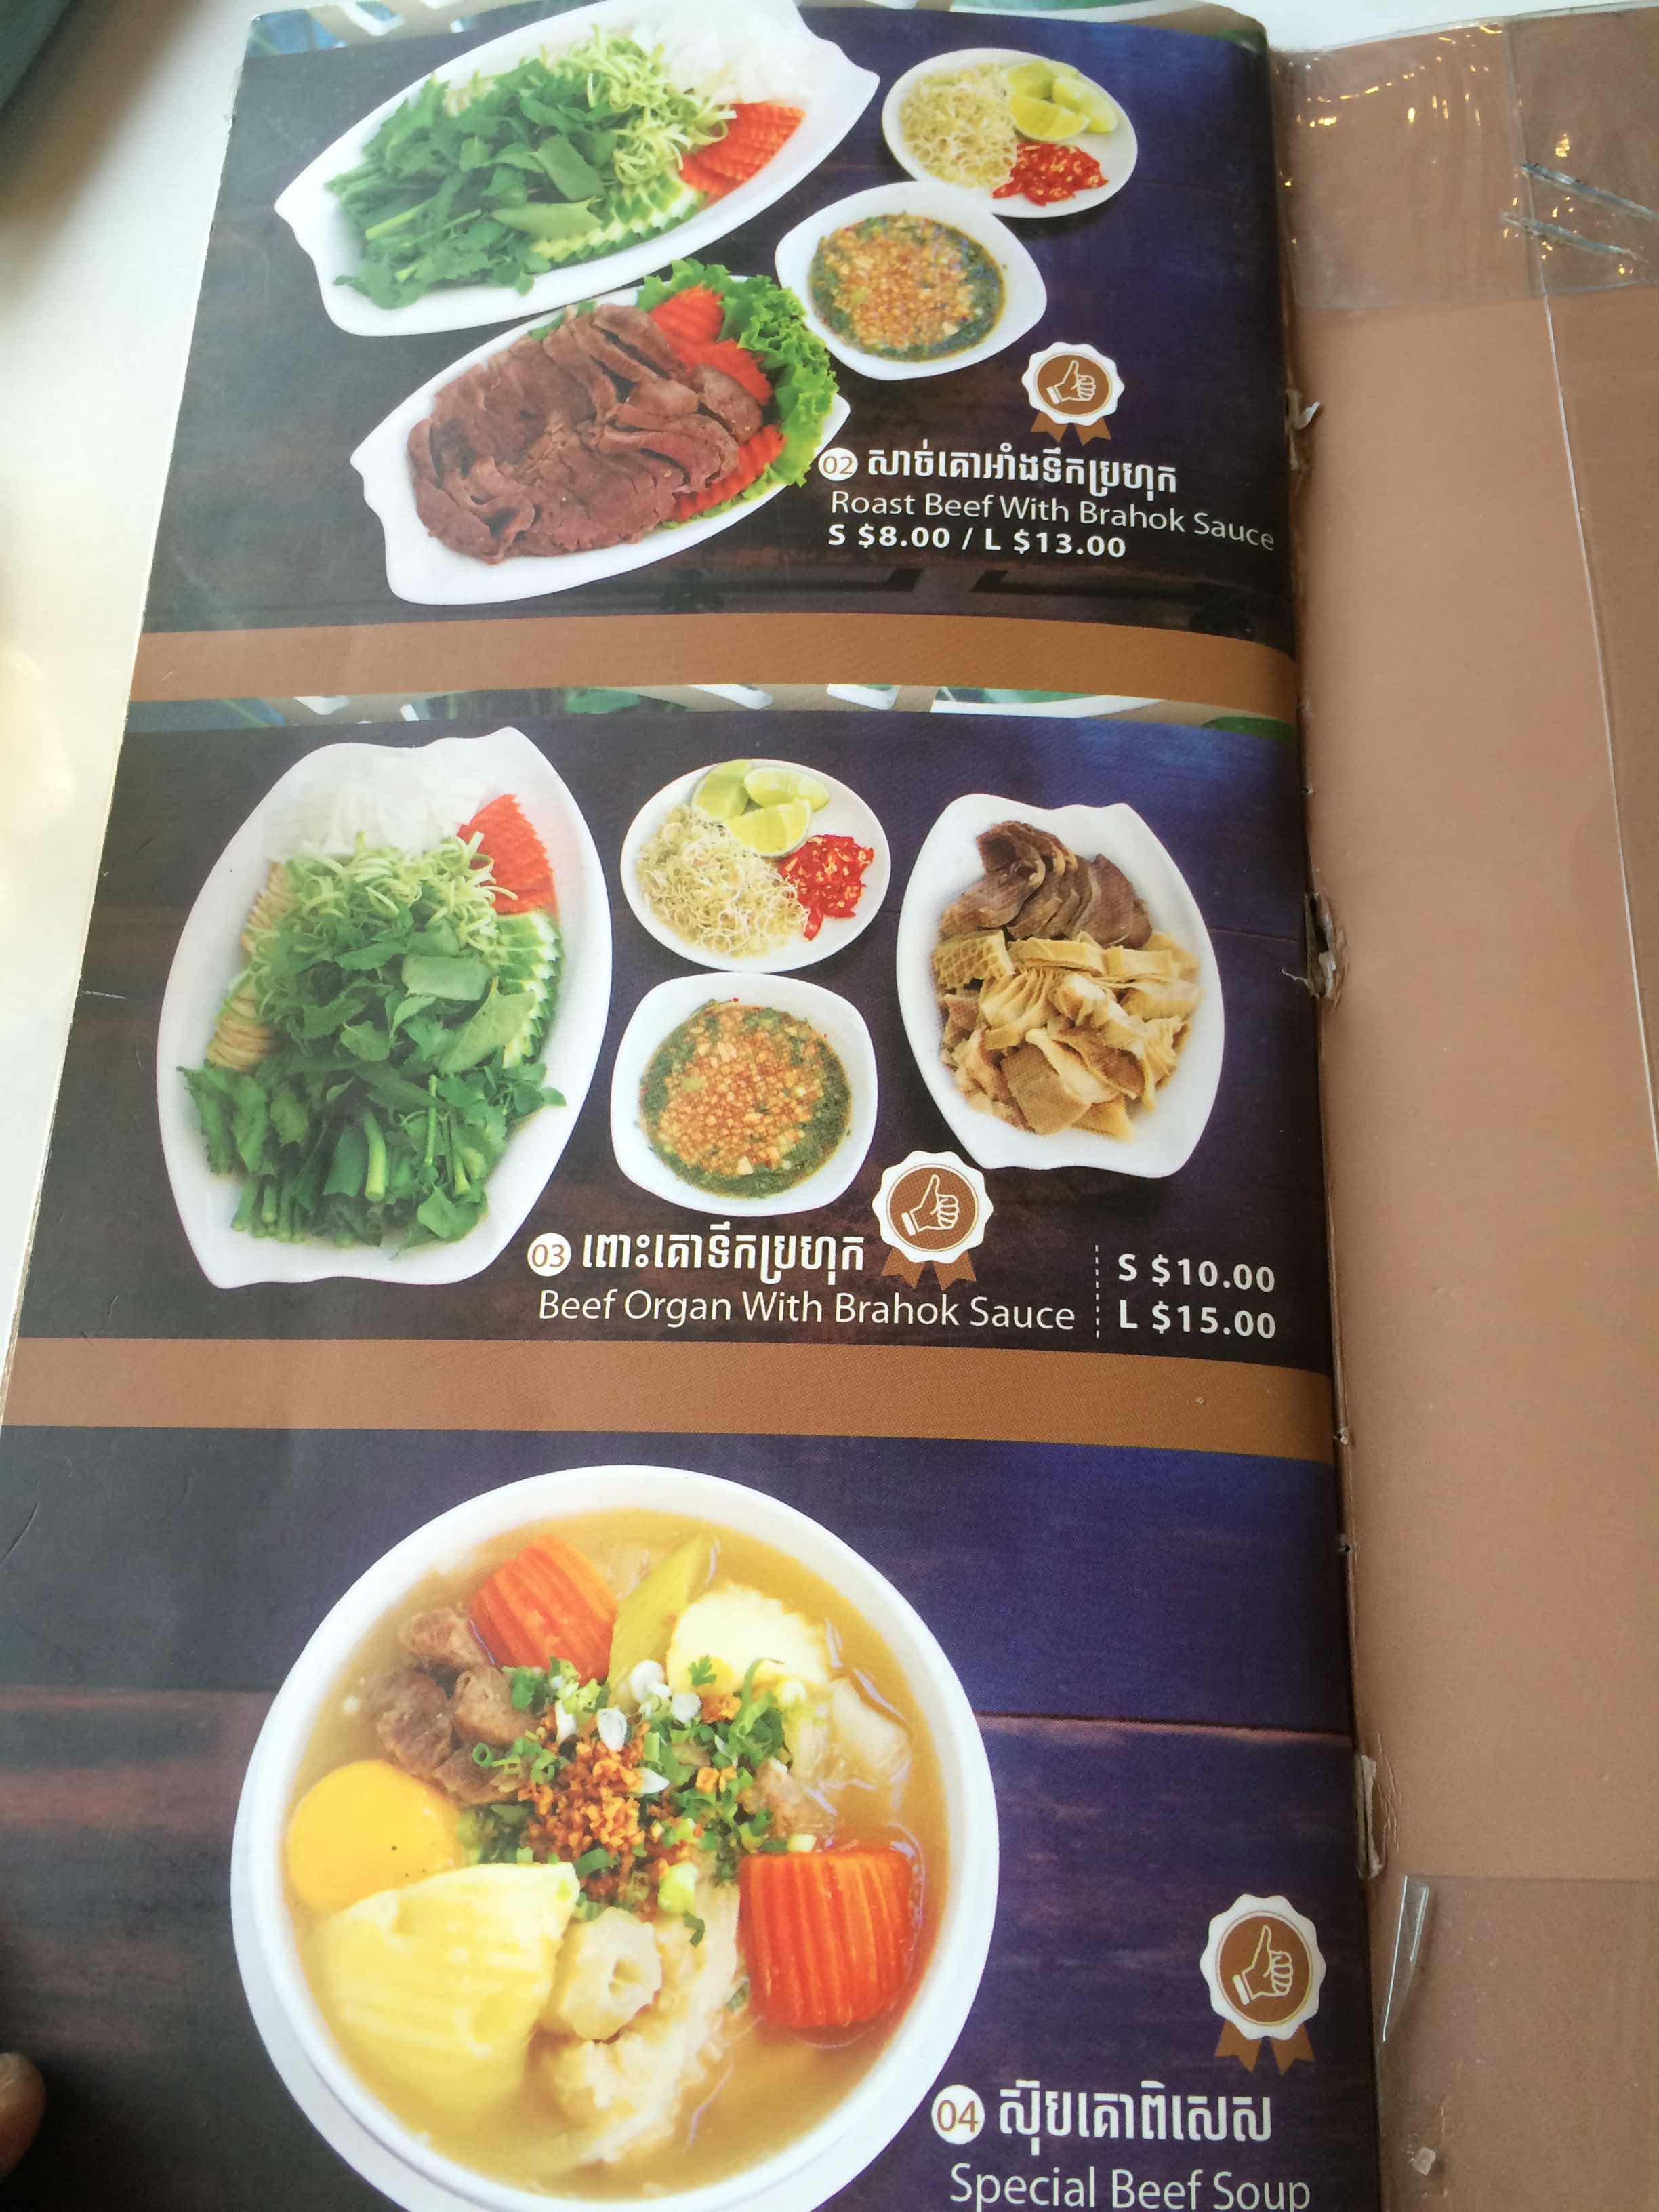 02 សាច់គោអាំងទឹកប្រហុក
Roast Beef With Brahok Sauce
S $8.00 / L $13.00
03 ពោះគោទឹកប្រហុក
Beef Organ With Brahok Sauce
S $10.00
L $15.00
04 ស៊ុបគោពិសេស
Special Beef Soup